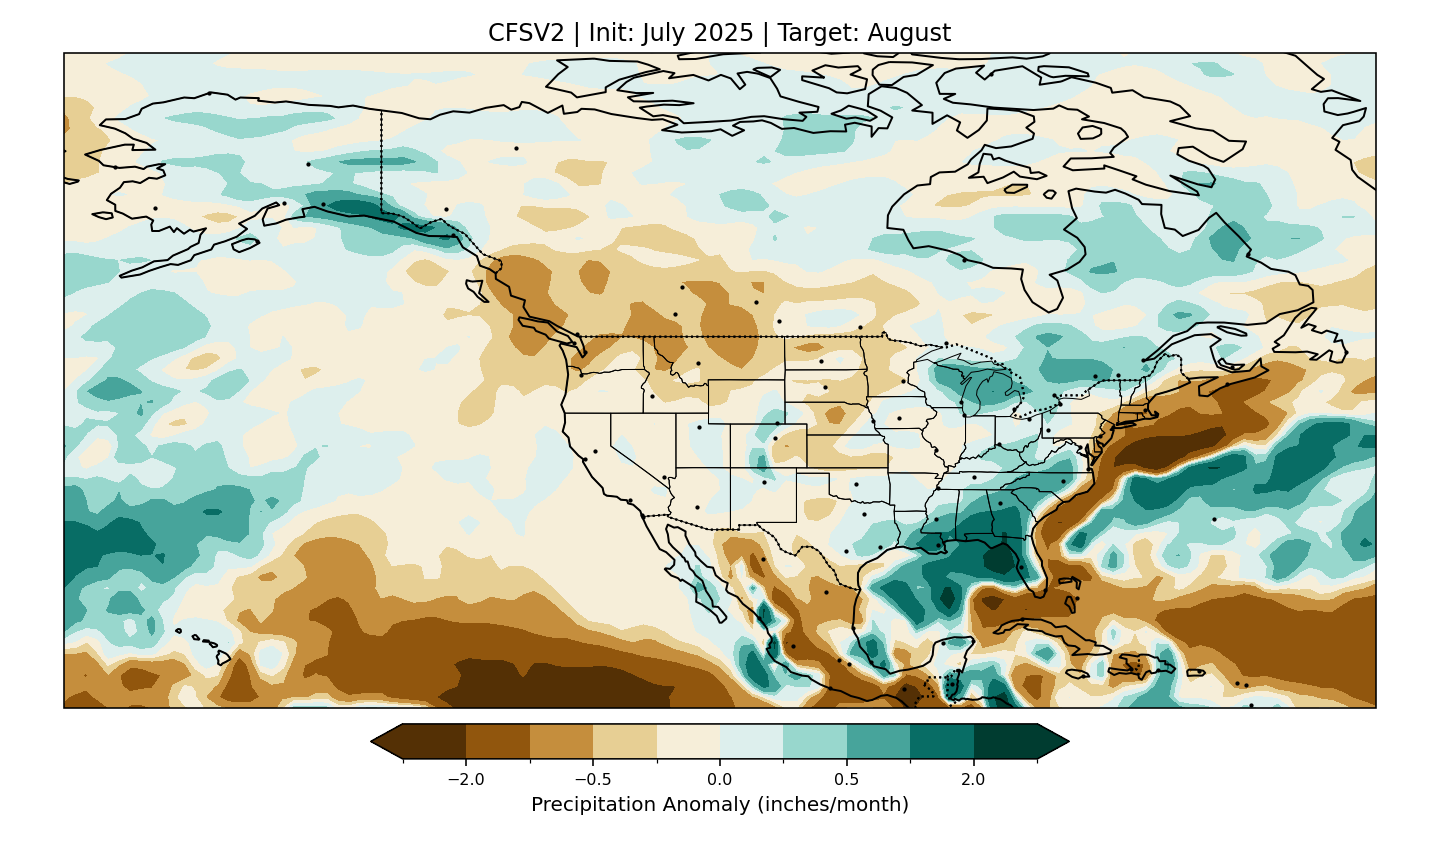 CFSV2 | Init: July 2025 | Target: August
−2.0 −0.5 0.0 0.5 2.0
Precipitation Anomaly (inches/month)